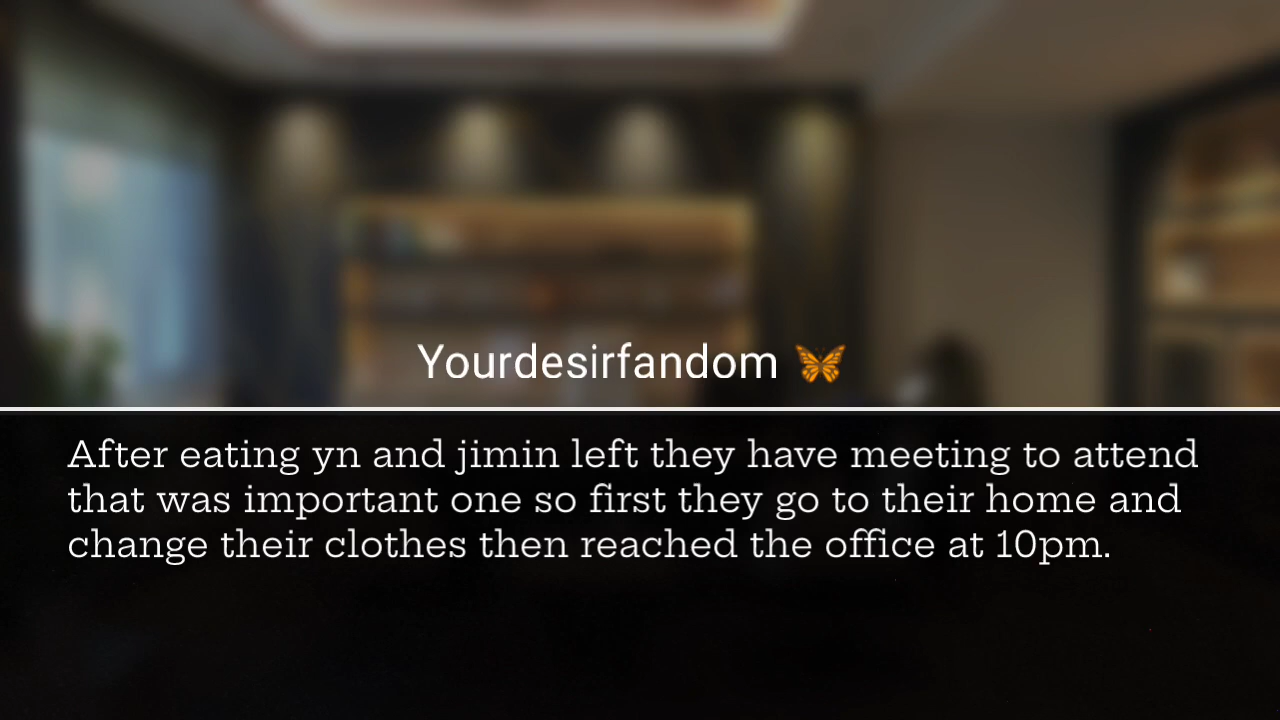 Yourdesirfandom 🦋
After eating yn and jimin left they have meeting to attend
that was important one so first they go to their home and
change their clothes then reached the office at 10pm.